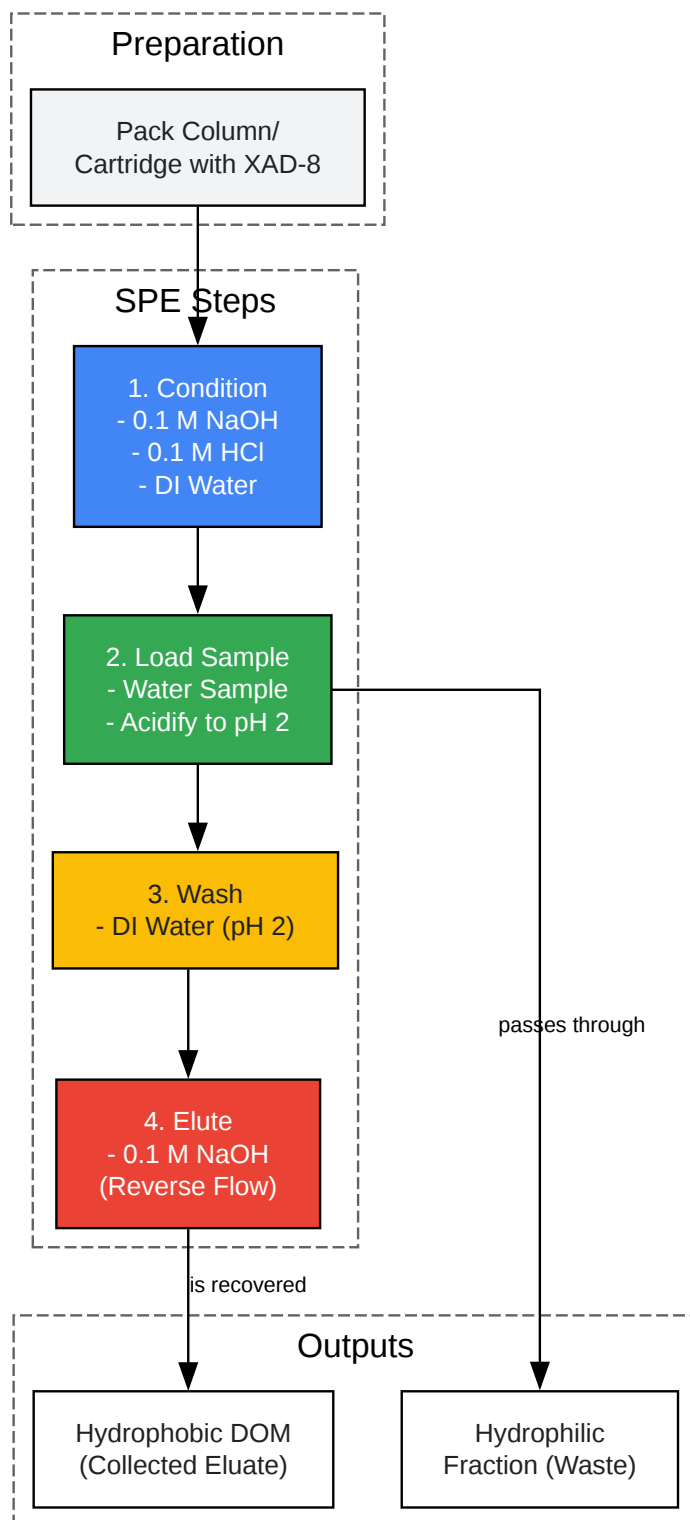 Preparation
Pack Column/
Cartridge with XAD-8
SPE Steps
1. Condition
- 0.1 M NaOH
- 0.1 M HCl
- DI Water
2. Load Sample
- Water Sample
- Acidify to pH 2
3. Wash
- DI Water (pH 2)
passes through
4. Elute
- 0.1 M NaOH
(Reverse Flow)
is recovered
Outputs
Hydrophobic DOM
(Collected Eluate)
Hydrophilic
Fraction (Waste)